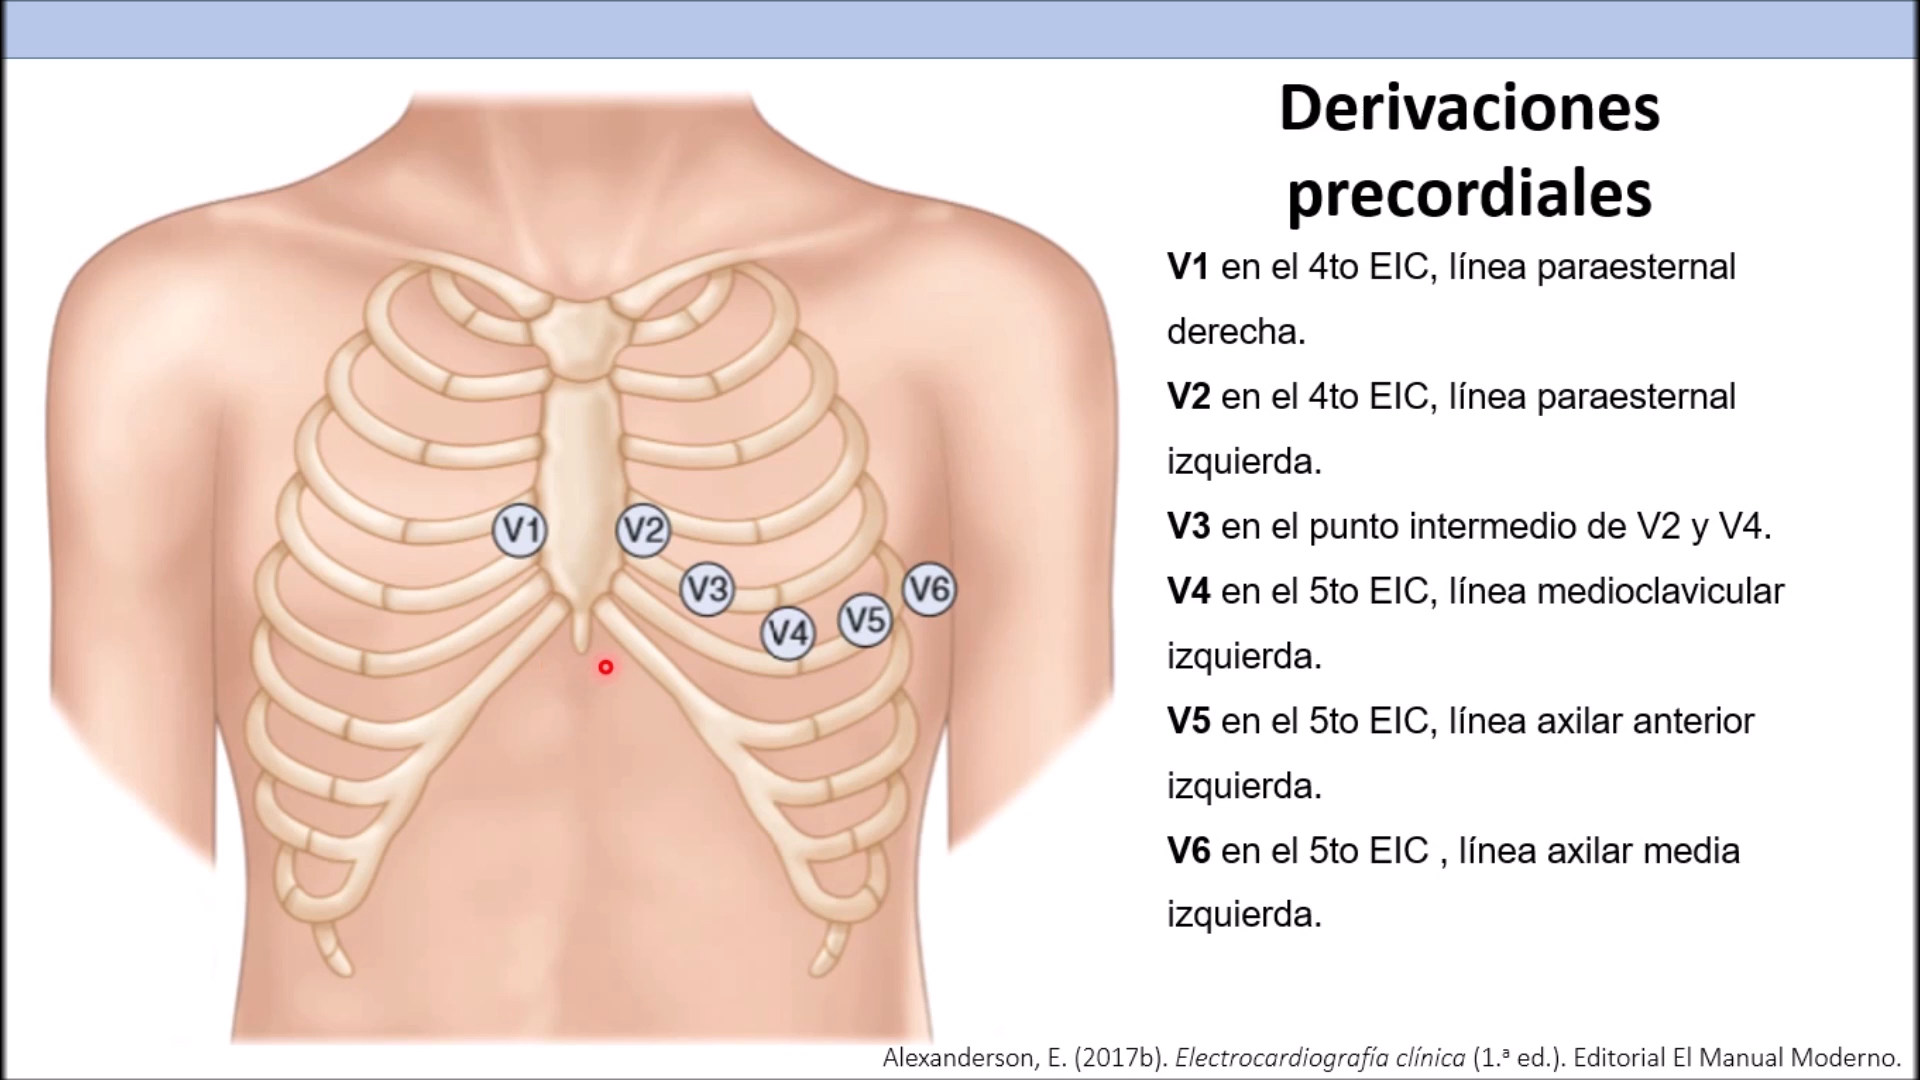 Derivaciones
precordiales
V1 en el 4to EIC, línea paraesternal
derecha.
V2 en el 4to EIC, línea paraesternal
izquierda.
V3 en el punto intermedio de V2 y V4.
V4 en el 5to EIC, línea medioclavicular
izquierda.
V5 en el 5to EIC, línea axilar anterior
izquierda.
V6 en el 5to EIC , línea axilar media
izquierda.
V1
V2
V3
V4
V5
V6
Alexanderson, E. (2017b). Electrocardiografía clínica (1.ª ed.). Editorial El Manual Moderno.